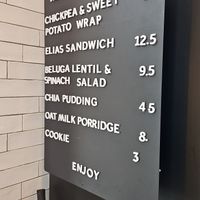 CHICKPEA & SWEET
POTATO WRAP
ELIAS SANDWICH 12.5
BELUGA LENTIL & 9.5
SPINACH SALAD
CHIA PUDDING 4 5
OAT MILK PORRIDGE 8.
COOKIE 3
ENJOY